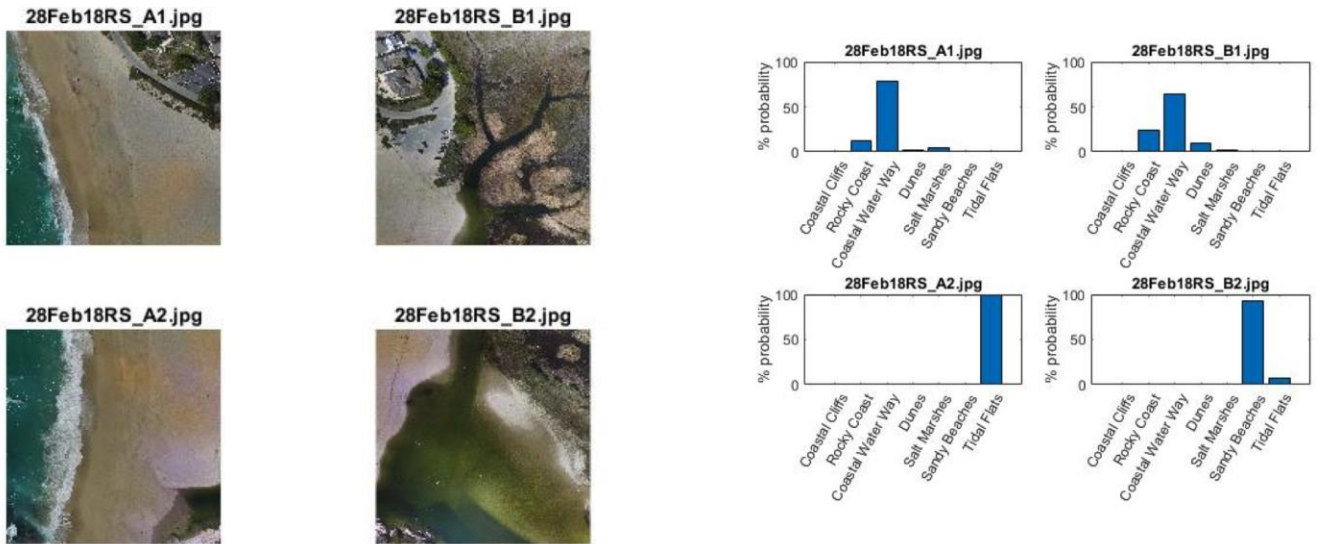 28Feb18RS_A1.jpg
28Feb18RS_B1.jpg
28Feb18RS_A2.jpg
28Feb18RS_B2.jpg
28Feb18RS_A1.jpg
% probability
100
50
0
Coastal Cliffs
Rocky Coast
Coastal Water Way
Dunes
Salt Marshes
Sandy Beaches
Tidal Flats
28Feb18RS_B1.jpg
% probability
100
50
0
Coastal Cliffs
Rocky Coast
Coastal Water Way
Dunes
Salt Marshes
Sandy Beaches
Tidal Flats
28Feb18RS_A2.jpg
% probability
100
50
0
Coastal Cliffs
Rocky Coast
Coastal Water Way
Dunes
Salt Marshes
Sandy Beaches
Tidal Flats
28Feb18RS_B2.jpg
% probability
100
50
0
Coastal Cliffs
Rocky Coast
Coastal Water Way
Dunes
Salt Marshes
Sandy Beaches
Tidal Flats